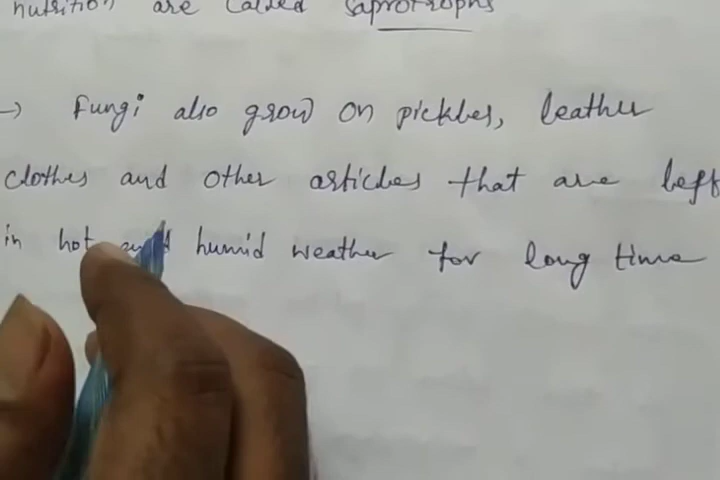 nutrition are called saprotrophs
→ Fungi also grow on pickles, leather
clothes and other articles that are left
in hot and humid weather for long time